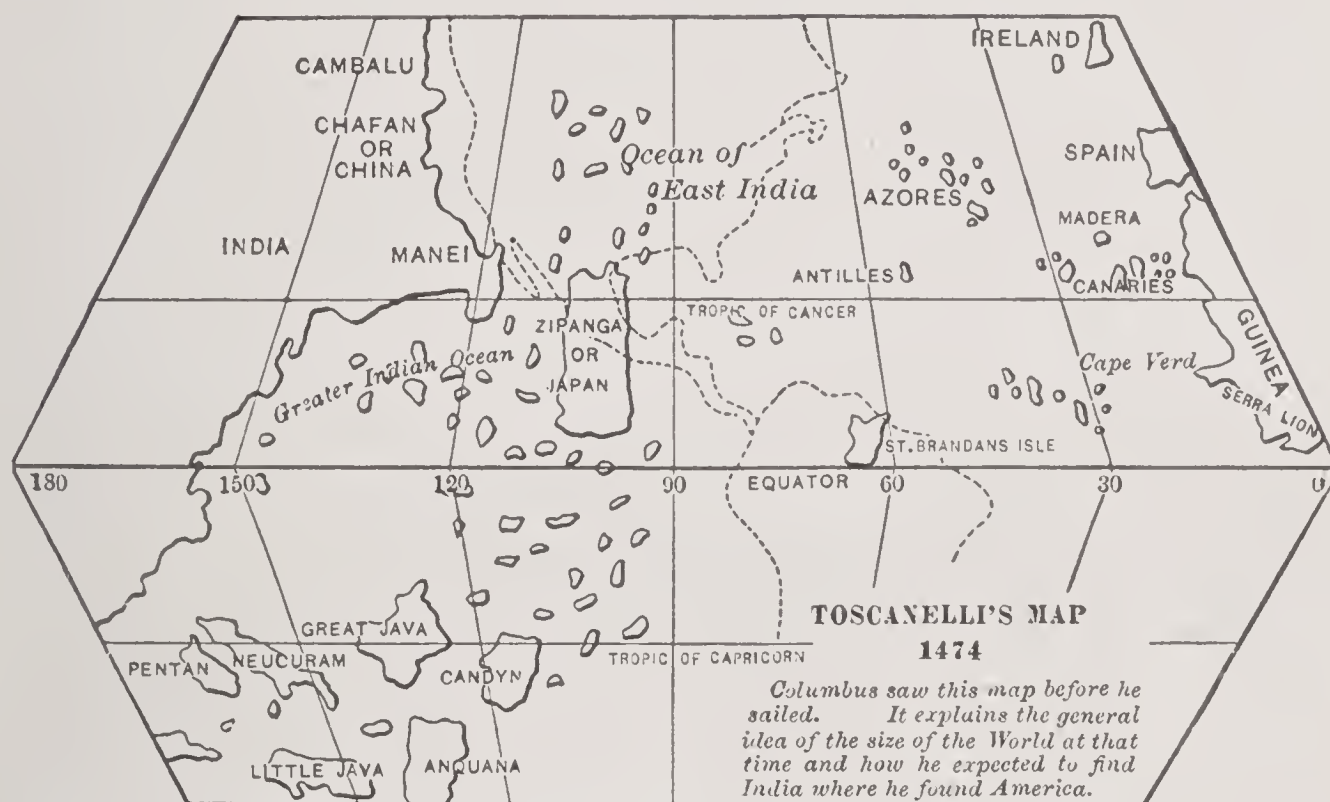 IRELAND
CAMBALU
CHAFAN
OR
CHINA
Ocean of
East India
SPAIN
AZORES
MADERA
INDIA
MANEI
ANTILLES
CANARIES
TROPIC OF CANCER
ZIPANGA
OR
JAPAN
GUINEA
Greater Indian Ocean
Cape Verd
SERRA LION
ST. BRANDANS ISLE
180
150
120
90
EQUATOR
60
30
0
TOSCANELLI'S MAP
1474
GREAT JAVA
PENTAN
NEUCURAM
CANDYN
TROPIC OF CAPRICORN
Columbus saw this map before he
sailed. It explains the general
idea of the size of the World at that
time and how he expected to find
India where he found America.
LITTLE JAVA
ANQUANA